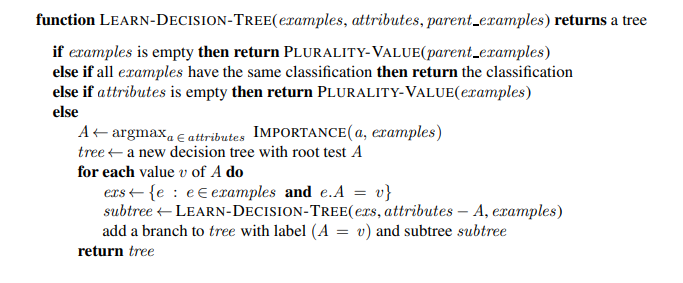 function LEARN-DECISION-TREE(examples, attributes, parent_examples) returns a tree
if examples is empty then return PLURALITY-VALUE(parent_examples)
else if all examples have the same classification then return the classification
else if attributes is empty then return PLURALITY-VALUE(examples)
else
A ← argmax a ∈ attributes IMPORTANCE(a, examples)
tree ← a new decision tree with root test A
for each value v of A do
exs ← {e : e ∈ examples and e.A = v}
subtree ← LEARN-DECISION-TREE(exs, attributes − A, examples)
add a branch to tree with label (A = v) and subtree subtree
return tree